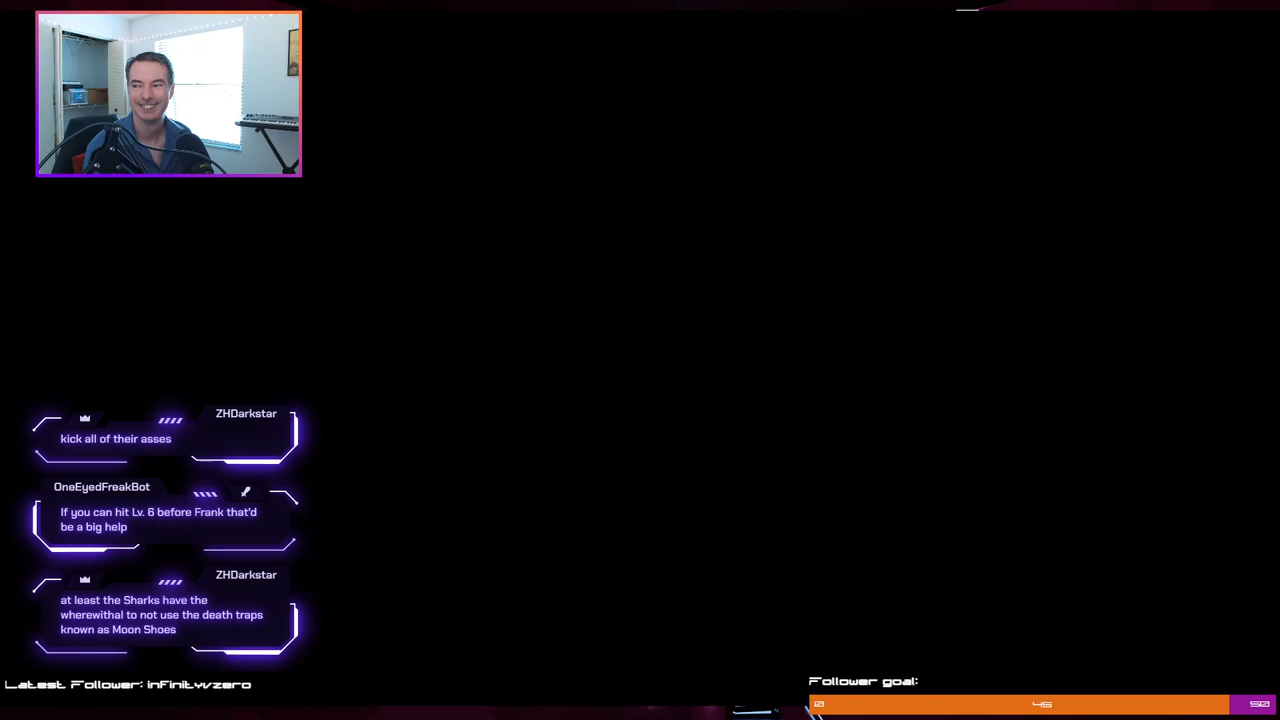 ZHDarkstar
kick all of their asses
OneEyedFreakBot
If you can hit Lv. 6 before Frank that'd
be a big help
ZHDarkstar
at least the Sharks have the
wherewithal to not use the death traps
known as Moon Shoes
Latest Follower: infinityvzero
Follower goal:
0 45 50